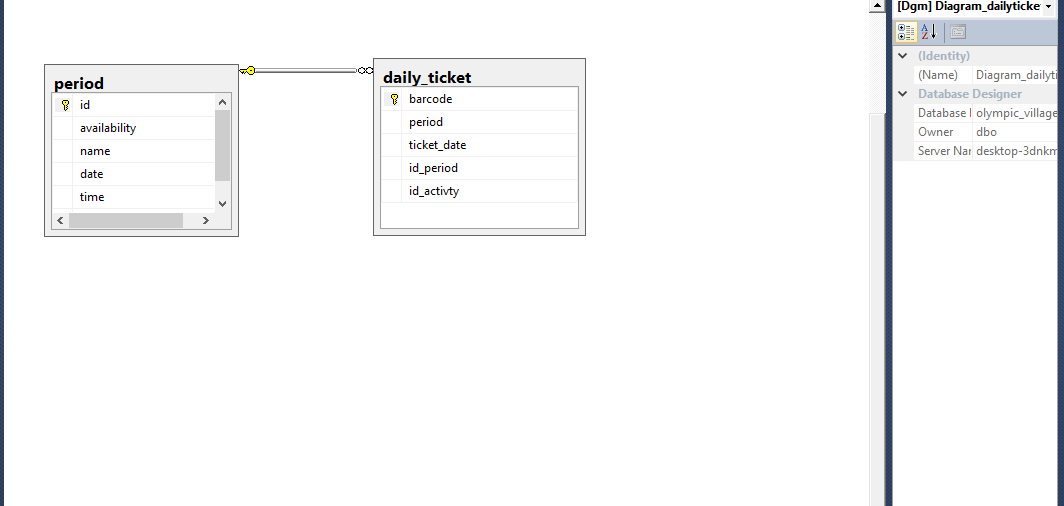 [Dgm] Diagram_dailyticke
(Identity)
(Name) Diagram_dailyti
Database Designer
Database olympic_village
Owner dbo
Server Nar desktop-3dnkm
period
id
availability
name
date
time
daily_ticket
barcode
period
ticket_date
id_period
id_activty